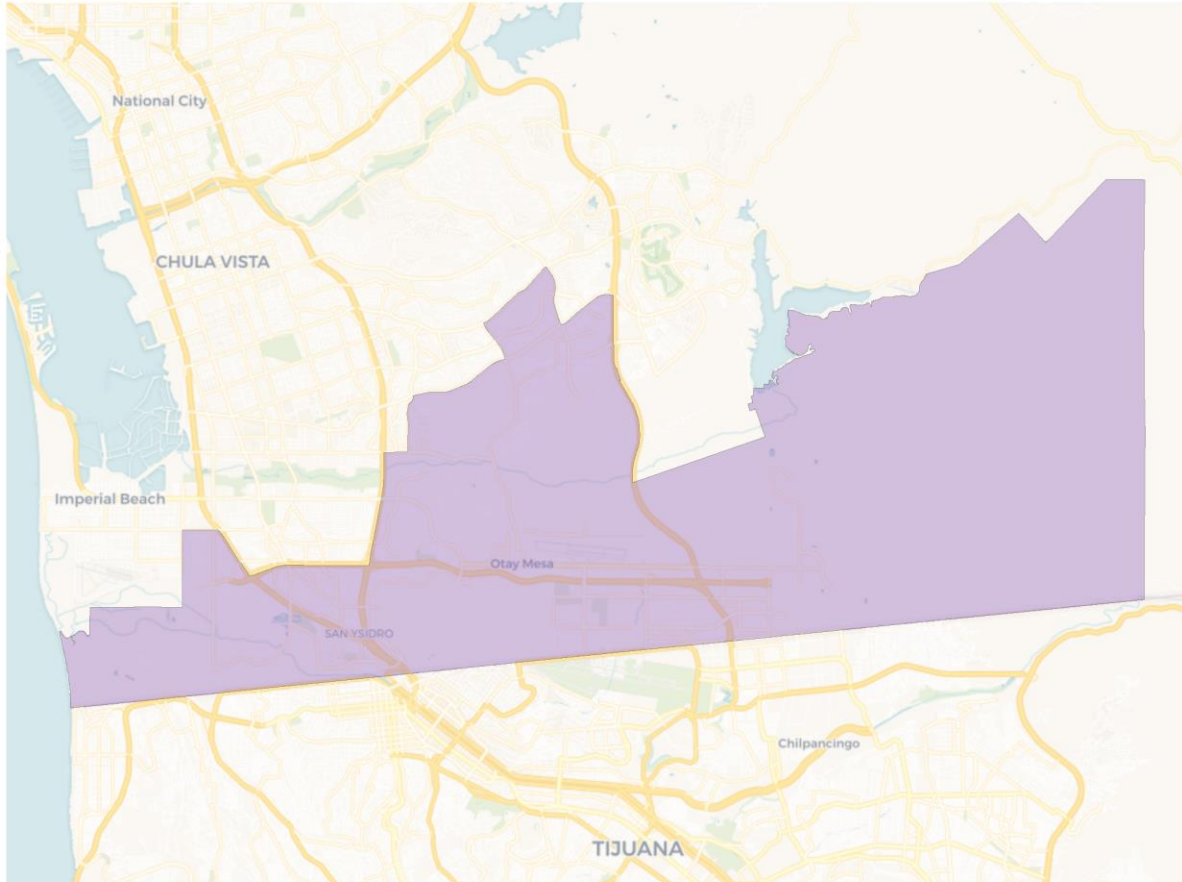 National City
CHULA VISTA
Imperial Beach
Otay Mesa
SAN YSIDRO
Chilpancingo
TIJUANA